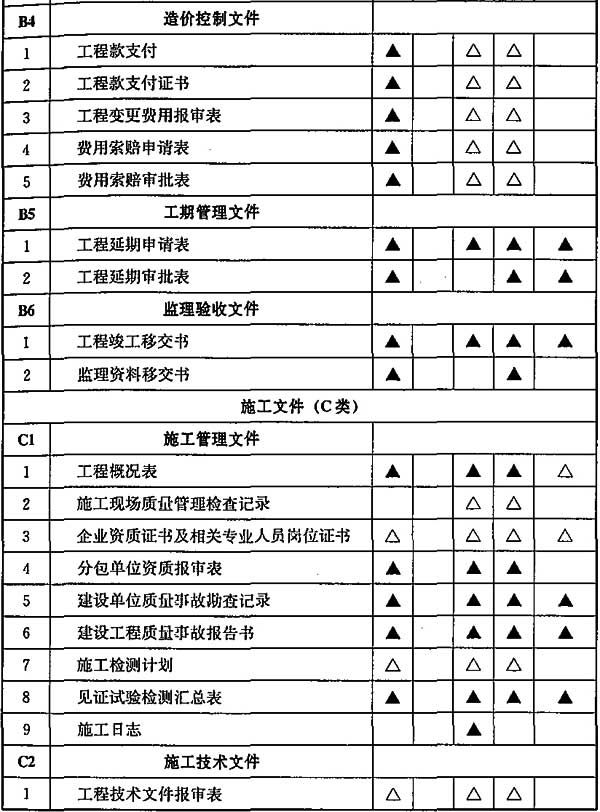 B4 造价控制文件
1 工程款支付 ▲ △ △
2 工程款支付证书 ▲ △ △
3 工程变更费用报审表 ▲ △ △
4 费用索赔申请表 ▲ △ △
5 费用索赔审批表 ▲ △ △
B5 工期管理文件
1 工程延期申请表 ▲ ▲ ▲ ▲
2 工程延期审批表 ▲ ▲ ▲
B6 监理验收文件
1 工程竣工移交书 ▲ ▲ ▲ ▲
2 监理资料移交书 ▲ ▲
施工文件（C类）
C1 施工管理文件
1 工程概况表 ▲ ▲ ▲ △
2 施工现场质量管理检查记录 △ △
3 企业资质证书及相关专业人员岗位证书 △ △ △ △
4 分包单位资质报审表 ▲ ▲ ▲
5 建设单位质量事故勘查记录 ▲ ▲ ▲ ▲
6 建设工程质量事故报告书 ▲ ▲ ▲ ▲
7 施工检测计划 △ △ △
8 见证试验检测汇总表 ▲ ▲ ▲ ▲
9 施工日志 ▲
C2 施工技术文件
1 工程技术文件报审表 △ △ △